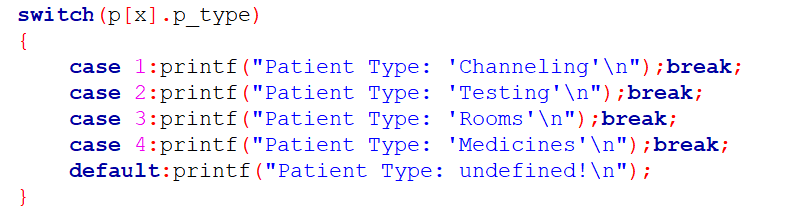 switch(p[x].p_type)
{
    case 1:printf("Patient Type: 'Channeling'\n");break;
    case 2:printf("Patient Type: 'Testing'\n");break;
    case 3:printf("Patient Type: 'Rooms'\n");break;
    case 4:printf("Patient Type: 'Medicines'\n");break;
    default:printf("Patient Type: undefined!\n");
}